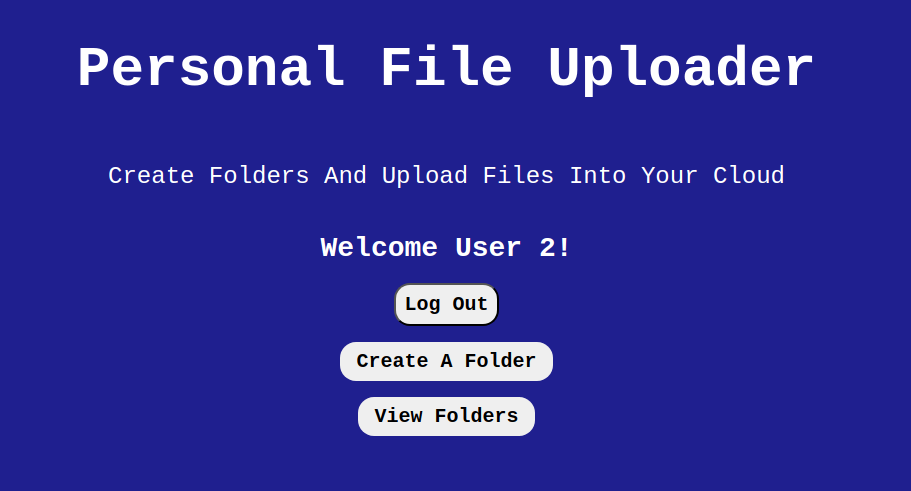 Personal File Uploader
Create Folders And Upload Files Into Your Cloud
Welcome User 2!
Log Out
Create A Folder
View Folders